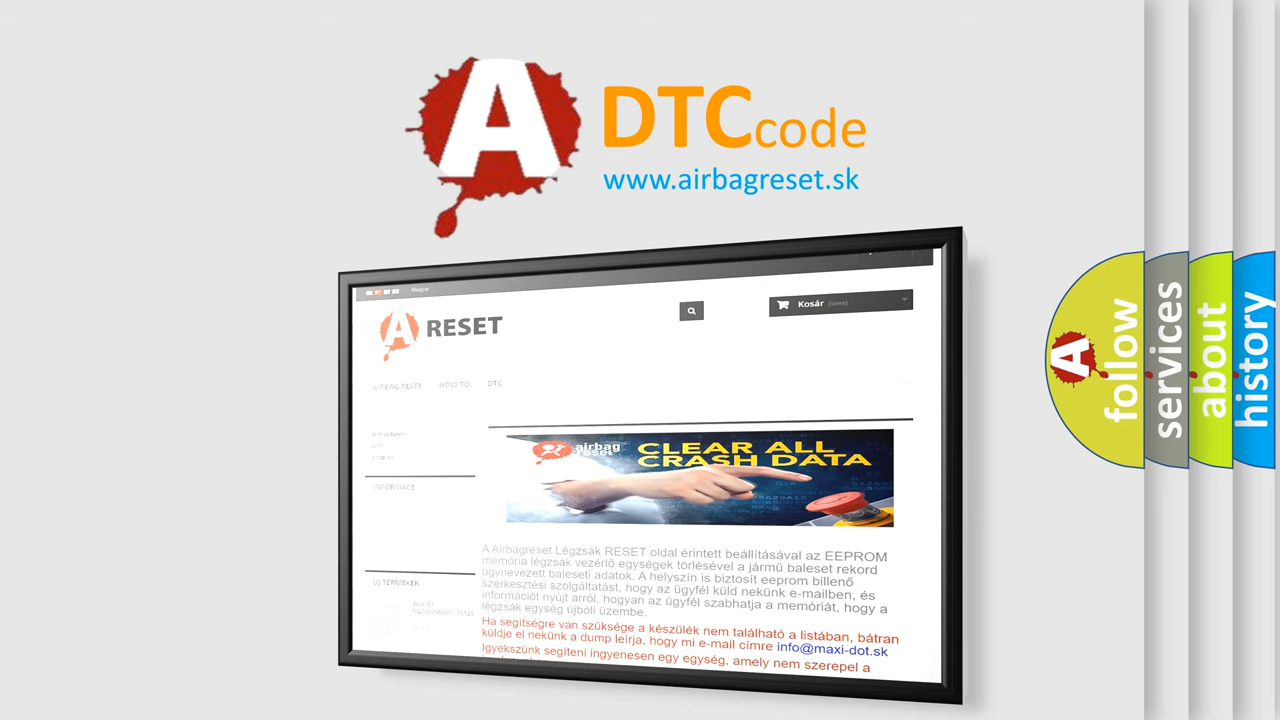 A
DTC code
www.airbagreset.sk
Magyar
A RESET
Kosár (üres)
AIRBAG RESET HOW TO DTC
INFORMACE
airbag
reset
CLEAR ALL
CRASH DATA
A Airbagreset Légzsák RESET oldal érintett beállításával az EEPROM
memória légzsák vezérlő egységek törlésével a jármű baleset rekord
úgynevezett baleseti adatok. A helyszín is biztosít eeprom billenő
szerkesztési szolgáltatást, hogy az ügyfél küld nekünk e-mailben, és
információt nyújt arról, hogyan az ügyfél szabhatja a memóriát, hogy a
légzsák egység újbóli üzembe.
ÚJ TERMÉKEK
Ha segítségre van szüksége a készülék nem található a listában, bátran
küldje el nekünk a dump leírja, hogy mi e-mail címre info@maxi-dot.sk
Igyekszünk segíteni ingyenesen egy egység, amely nem szerepel a
A
follow
services
about
history